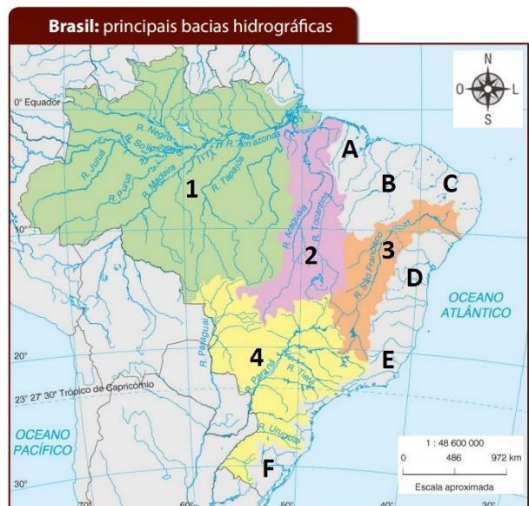 Brasil: principais bacias hidrográficas
N
O
L
S
0° Equador
R. Negro
R. Solimões
R. Amazonas
R. Juruá
R. Purus
R. Madeira
R. Tapajós
1
A
B
C
R. Araguaia
R. Tocantins
2
3
R. São Francisco
D
10°
OCEANO
ATLÂNTICO
R. Paraguai
4
R. Paraná
R. Tietê
E
20°
23° 27' 30" Trópico de Capricórnio
OCEANO
PACÍFICO
R. Uruguai
F
30°
60°
50°
40°
30°
1 : 48 600 000
0 486 972 km
Escala aproximada